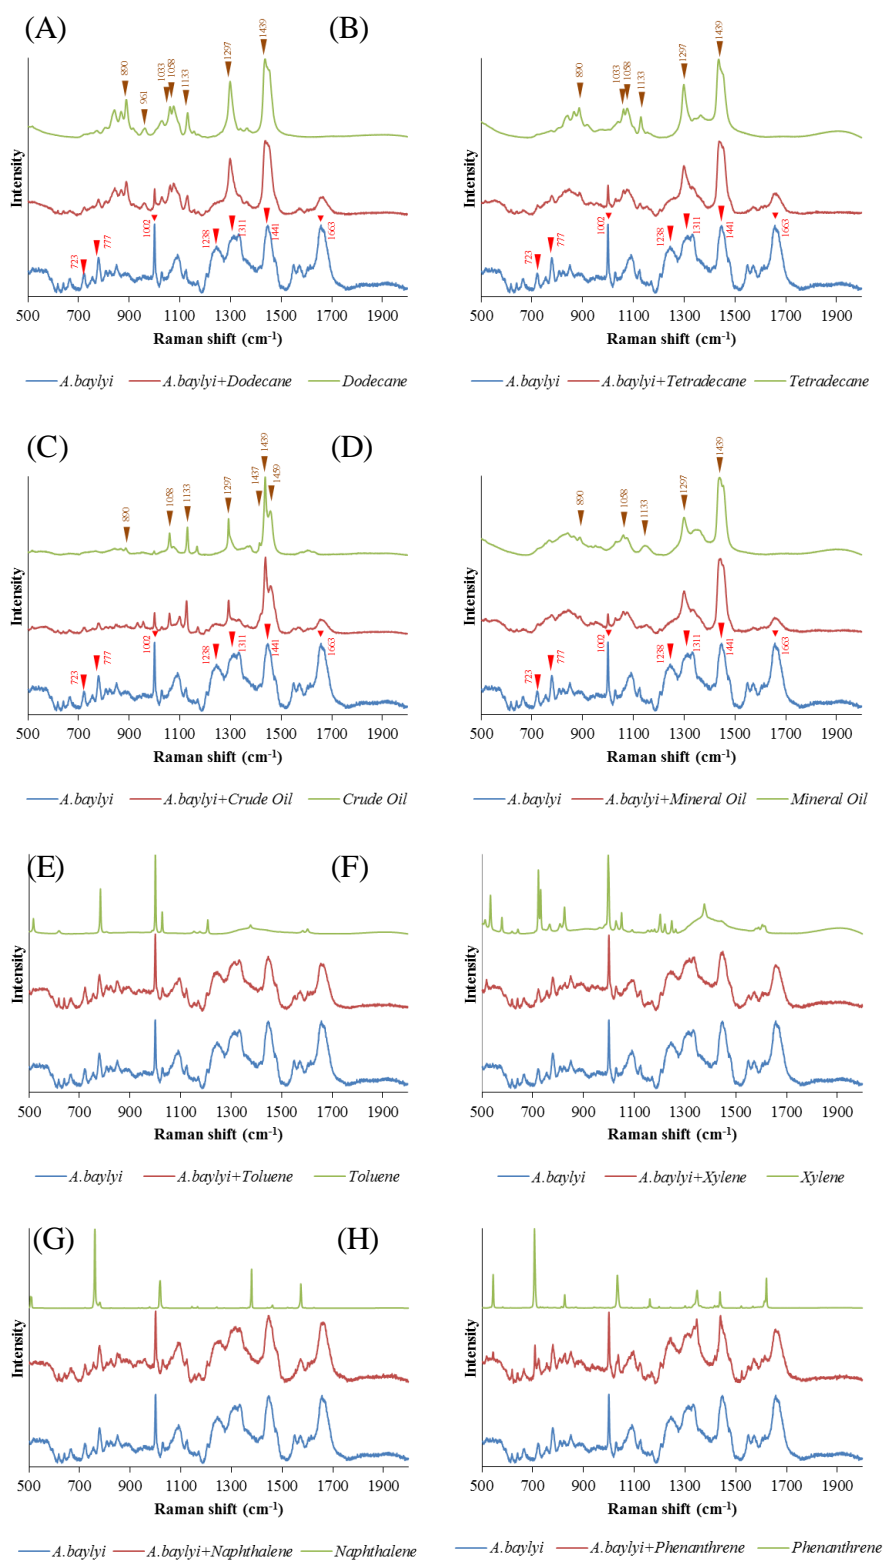 (A)
(B)
890
961
1033
1058
1133
1297
1439
723
777
1002
1238
1311
1441
1663
Intensity
500 700 900 1100 1300 1500 1700 1900
Raman shift (cm-1)
A.baylyi A.baylyi+Dodecane Dodecane
890
1033
1058
1133
1297
1439
723
777
1002
1238
1311
1441
1663
Intensity
500 700 900 1100 1300 1500 1700 1900
Raman shift (cm-1)
A.baylyi A.baylyi+Tetradecane Tetradecane
(C)
(D)
890
1058
1133
1297
1437
1439
1459
723
777
1002
1238
1311
1441
1663
Intensity
500 700 900 1100 1300 1500 1700 1900
Raman shift (cm-1)
A.baylyi A.baylyi+Crude Oil Crude Oil
890
1058
1133
1297
1439
723
777
1002
1238
1311
1441
1663
Intensity
500 700 900 1100 1300 1500 1700 1900
Raman shift (cm-1)
A.baylyi A.baylyi+Mineral Oil Mineral Oil
(E)
(F)
Intensity
500 700 900 1100 1300 1500 1700 1900
Raman shift (cm-1)
A.baylyi A.baylyi+Toluene Toluene
Intensity
500 700 900 1100 1300 1500 1700 1900
Raman shift (cm-1)
A.baylyi A.baylyi+Xylene Xylene
(G)
(H)
Intensity
500 700 900 1100 1300 1500 1700 1900
Raman shift (cm-1)
A.baylyi A.baylyi+Naphthalene Naphthalene
Intensity
500 700 900 1100 1300 1500 1700 1900
Raman shift (cm-1)
A.baylyi A.baylyi+Phenanthrene Phenanthrene